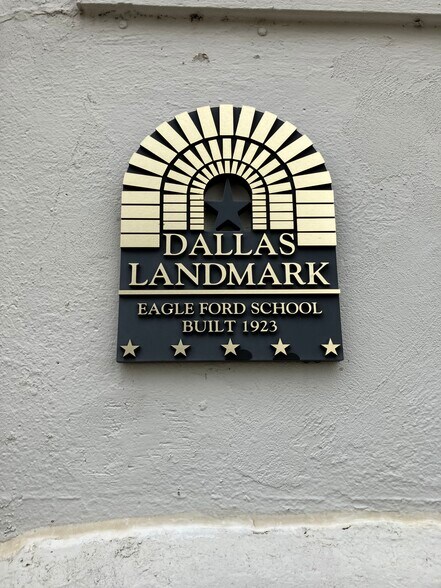 DALLAS
LANDMARK
EAGLE FORD SCHOOL
BUILT 1923